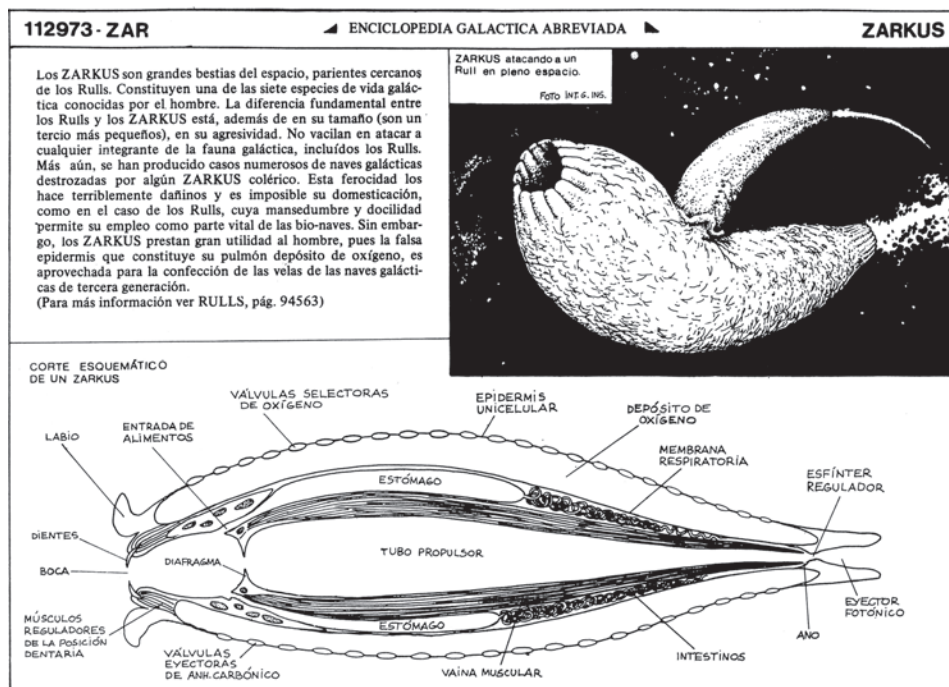 112973-ZAR
ENCICLOPEDIA GALACTICA ABREVIADA
ZARKUS
Los ZARKUS son grandes bestias del espacio, parientes cercanos
de los Rulls. Constituyen una de las siete especies de vida galác-
tica conocidas por el hombre. La diferencia fundamental entre
los Rulls y los ZARKUS está, además de en su tamaño (son un
tercio más pequeños), en su agresividad. No vacilan en atacar a
cualquier integrante de la fauna galáctica, incluídos los Rulls.
Más aún, se han producido casos numerosos de naves galácticas
destrozadas por algún ZARKUS colérico. Esta ferocidad los
hace terriblemente dañinos y es imposible su domesticación,
como en el caso de los Rulls, cuya mansedumbre y docilidad
permite su empleo como parte vital de las bio-naves. Sin embar-
go, los ZARKUS prestan gran utilidad al hombre, pues la falsa
epidermis que constituye su pulmón depósito de oxígeno, es
aprovechada para la confección de las velas de las naves galácti-
cas de tercera generación.
(Para más información ver RULLS, pág. 94563)
ZARKUS atacando a un
Rull en pleno espacio.
FOTO INT. G. INS.
CORTE ESQUEMÁTICO
DE UN ZARKUS
LABIO
ENTRADA DE
ALIMENTOS
VÁLVULAS SELECTORAS
DE OXÍGENO
EPIDERMIS
UNICELULAR
DEPÓSITO DE
OXÍGENO
MEMBRANA
RESPIRATORIA
ESFÍNTER
REGULADOR
ESTÓMAGO
DIENTES
BOCA
DIAFRAGMA
TUBO PROPULSOR
MÚSCULOS
REGULADORES
DE LA POSICIÓN
DENTARIA
VÁLVULAS
EYECTORAS
DE ANH. CARBÓNICO
ESTÓMAGO
VAINA MUSCULAR
INTESTINOS
ANO
EYECTOR
FOTÓNICO